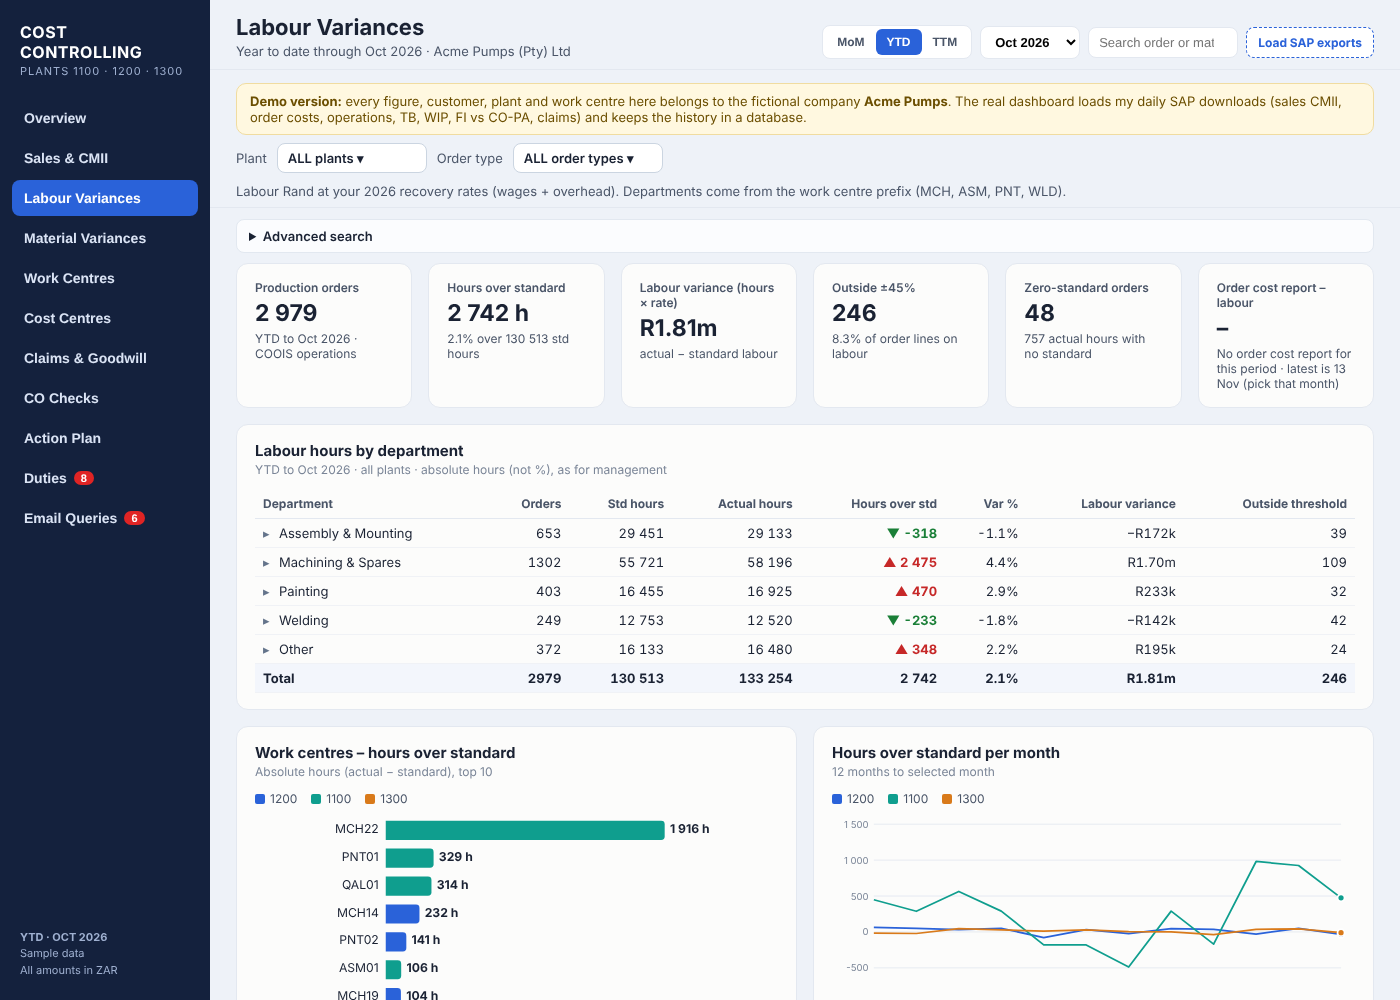 COST
CONTROLLING
PLANTS 1100 · 1200 · 1300
Overview
Sales & CMII
Labour Variances
Material Variances
Work Centres
Cost Centres
Claims & Goodwill
CO Checks
Action Plan
Duties 8
Email Queries 6
YTD · OCT 2026
Sample data
All amounts in ZAR
Labour Variances
Year to date through Oct 2026 · Acme Pumps (Pty) Ltd
MoM YTD TTM
Oct 2026
Search order or mat
Load SAP exports
Demo version: every figure, customer, plant and work centre here belongs to the fictional company Acme Pumps. The real dashboard loads my daily SAP downloads (sales CMII,
order costs, operations, TB, WIP, FI vs CO-PA, claims) and keeps the history in a database.
Plant ALL plants ▾ Order type ALL order types ▾
Labour Rand at your 2026 recovery rates (wages + overhead). Departments come from the work centre prefix (MCH, ASM, PNT, WLD).
▶ Advanced search
Production orders
2 979
YTD to Oct 2026 ·
COOIS operations
Hours over standard
2 742 h
2.1% over 130 513 std
hours
Labour variance (hours
× rate)
R1.81m
actual − standard labour
Outside ±45%
246
8.3% of order lines on
labour
Zero-standard orders
48
757 actual hours with
no standard
Order cost report –
labour
–
No order cost report for
this period · latest is 13
Nov (pick that month)
Labour hours by department
YTD to Oct 2026 · all plants · absolute hours (not %), as for management
Department Orders Std hours Actual hours Hours over std Var % Labour variance Outside threshold
▸ Assembly & Mounting 653 29 451 29 133 ▼ -318 -1.1% −R172k 39
▸ Machining & Spares 1302 55 721 58 196 ▲ 2 475 4.4% R1.70m 109
▸ Painting 403 16 455 16 925 ▲ 470 2.9% R233k 32
▸ Welding 249 12 753 12 520 ▼ -233 -1.8% −R142k 42
▸ Other 372 16 133 16 480 ▲ 348 2.2% R195k 24
Total 2979 130 513 133 254 2 742 2.1% R1.81m 246
Work centres – hours over standard
Absolute hours (actual − standard), top 10
1200 1100 1300
MCH22 1 916 h
PNT01 329 h
QAL01 314 h
MCH14 232 h
PNT02 141 h
ASM01 106 h
MCH19 104 h
Hours over standard per month
12 months to selected month
1200 1100 1300
1 500
1 000
500
0
-500